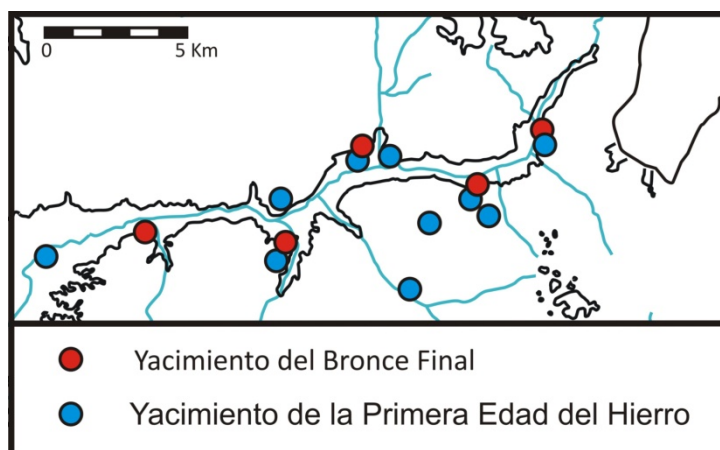 0 5 Km
Yacimiento del Bronce Final
Yacimiento de la Primera Edad del Hierro